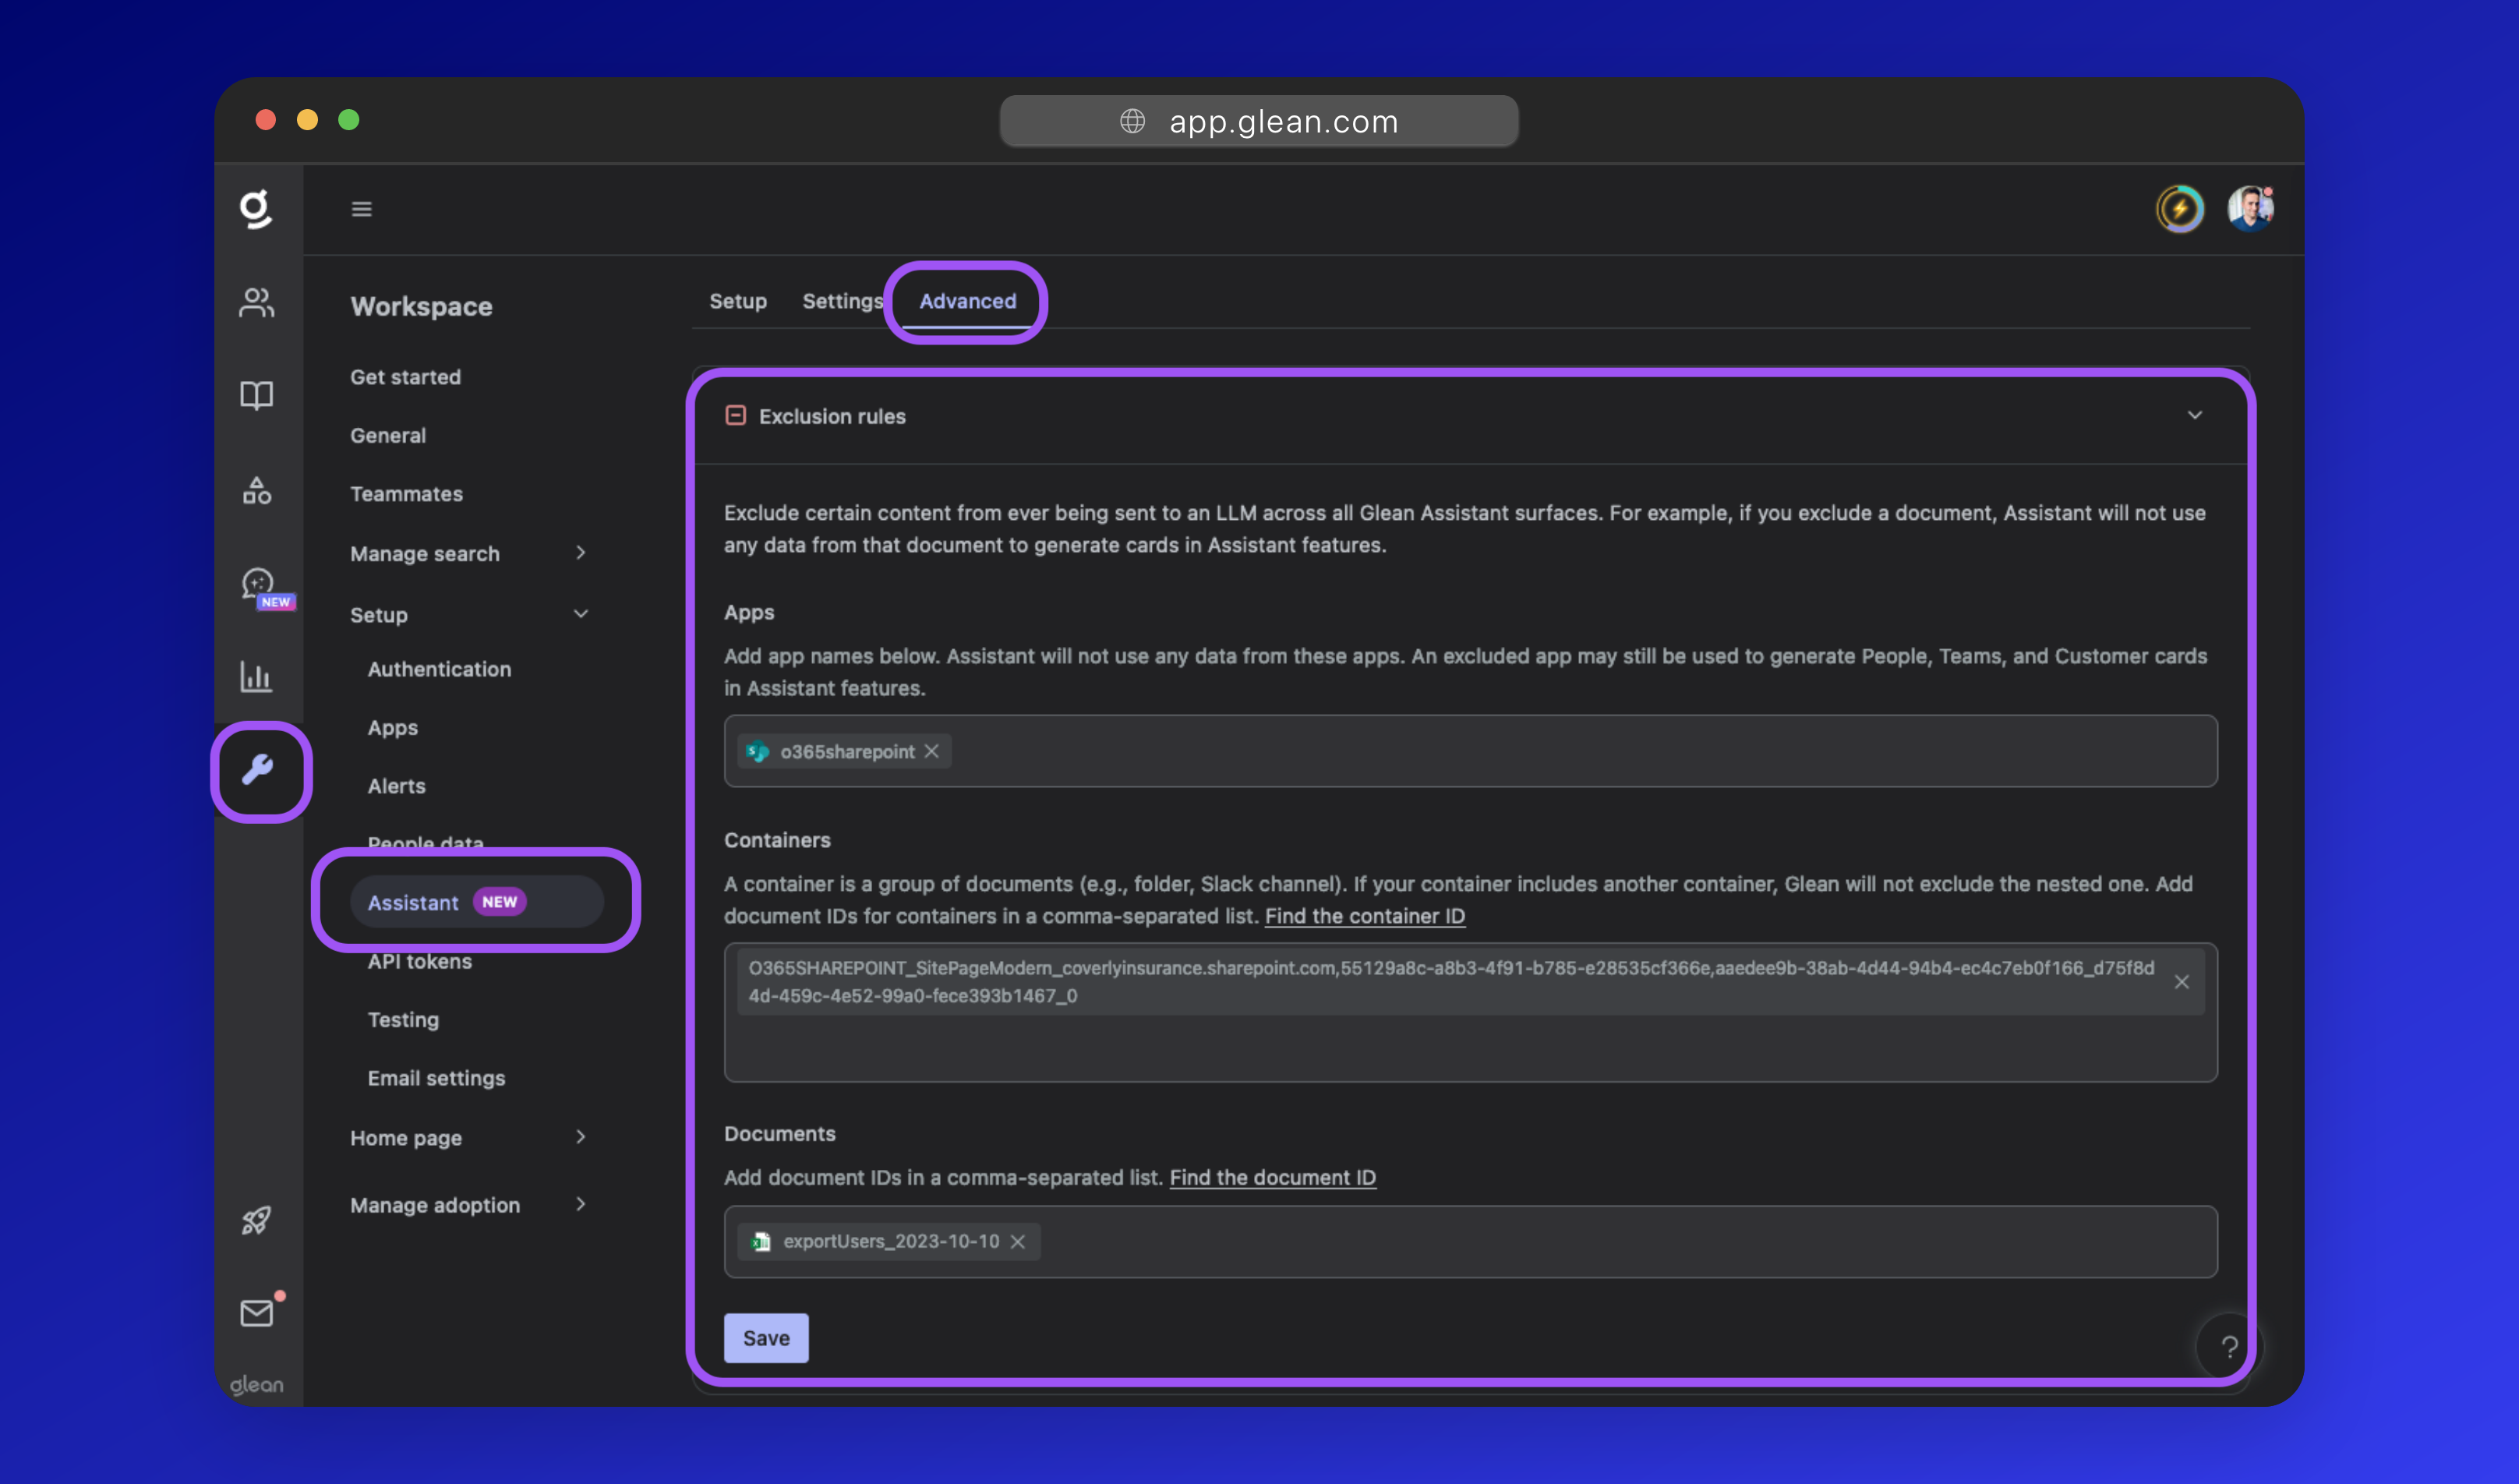 app.glean.com
Workspace
Get started
General
Teammates
Manage search
Setup
Authentication
Apps
Alerts
People data
Assistant NEW
API tokens
Testing
Email settings
Home page
Manage adoption
NEW
glean
Setup Settings Advanced
Exclusion rules
Exclude certain content from ever being sent to an LLM across all Glean Assistant surfaces. For example, if you exclude a document, Assistant will not use
any data from that document to generate cards in Assistant features.
Apps
Add app names below. Assistant will not use any data from these apps. An excluded app may still be used to generate People, Teams, and Customer cards
in Assistant features.
o365sharepoint
Containers
A container is a group of documents (e.g., folder, Slack channel). If your container includes another container, Glean will not exclude the nested one. Add
document IDs for containers in a comma-separated list. Find the container ID
O365SHAREPOINT_SitePageModern_coverlyinsurance.sharepoint.com,55129a8c-a8b3-4f91-b785-e28535cf366e,aaedee9b-38ab-4d44-94b4-ec4c7eb0f166_d75f8d
4d-459c-4e52-99a0-fece393b1467_0
Documents
Add document IDs in a comma-separated list. Find the document ID
exportUsers_2023-10-10
Save
?